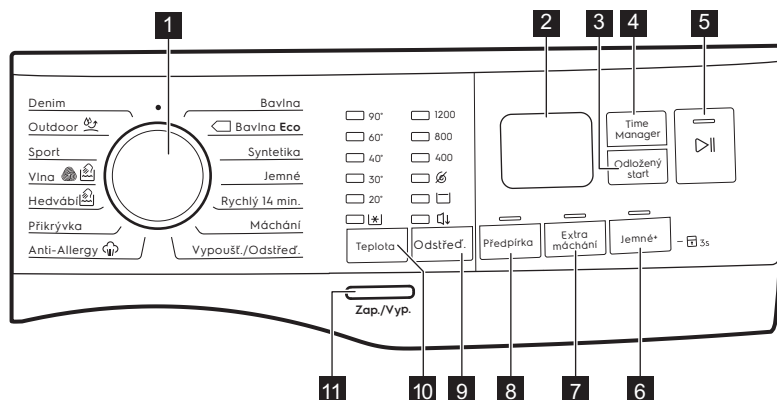 1
2
3
4
5
Denim
Outdoor
Sport
Vlna
Hedvábí
Přikrývka
Anti-Allergy
Bavlna
Bavlna Eco
Syntetika
Jemné
Rychlý 14 min.
Máchání
Vypoušť./Odstřeď.
90°
60°
40°
30°
20°
1200
800
400
Teplota
Odstřeď.
Time
Manager
Odložený
start
Předpírka
Extra
máchání
Jemné+
3s
Zap./Vyp.
11
10
9
8
7
6